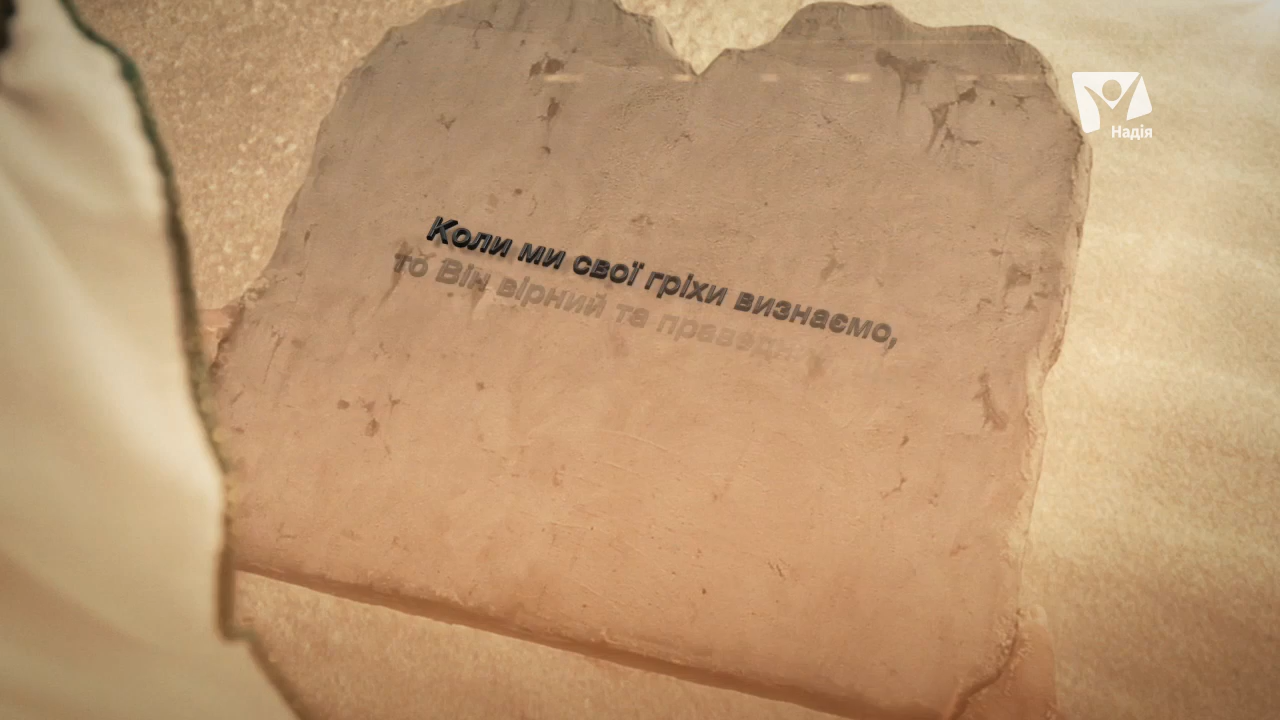 Надія
Коли ми свої гріхи визнаємо,
то Він вірний та